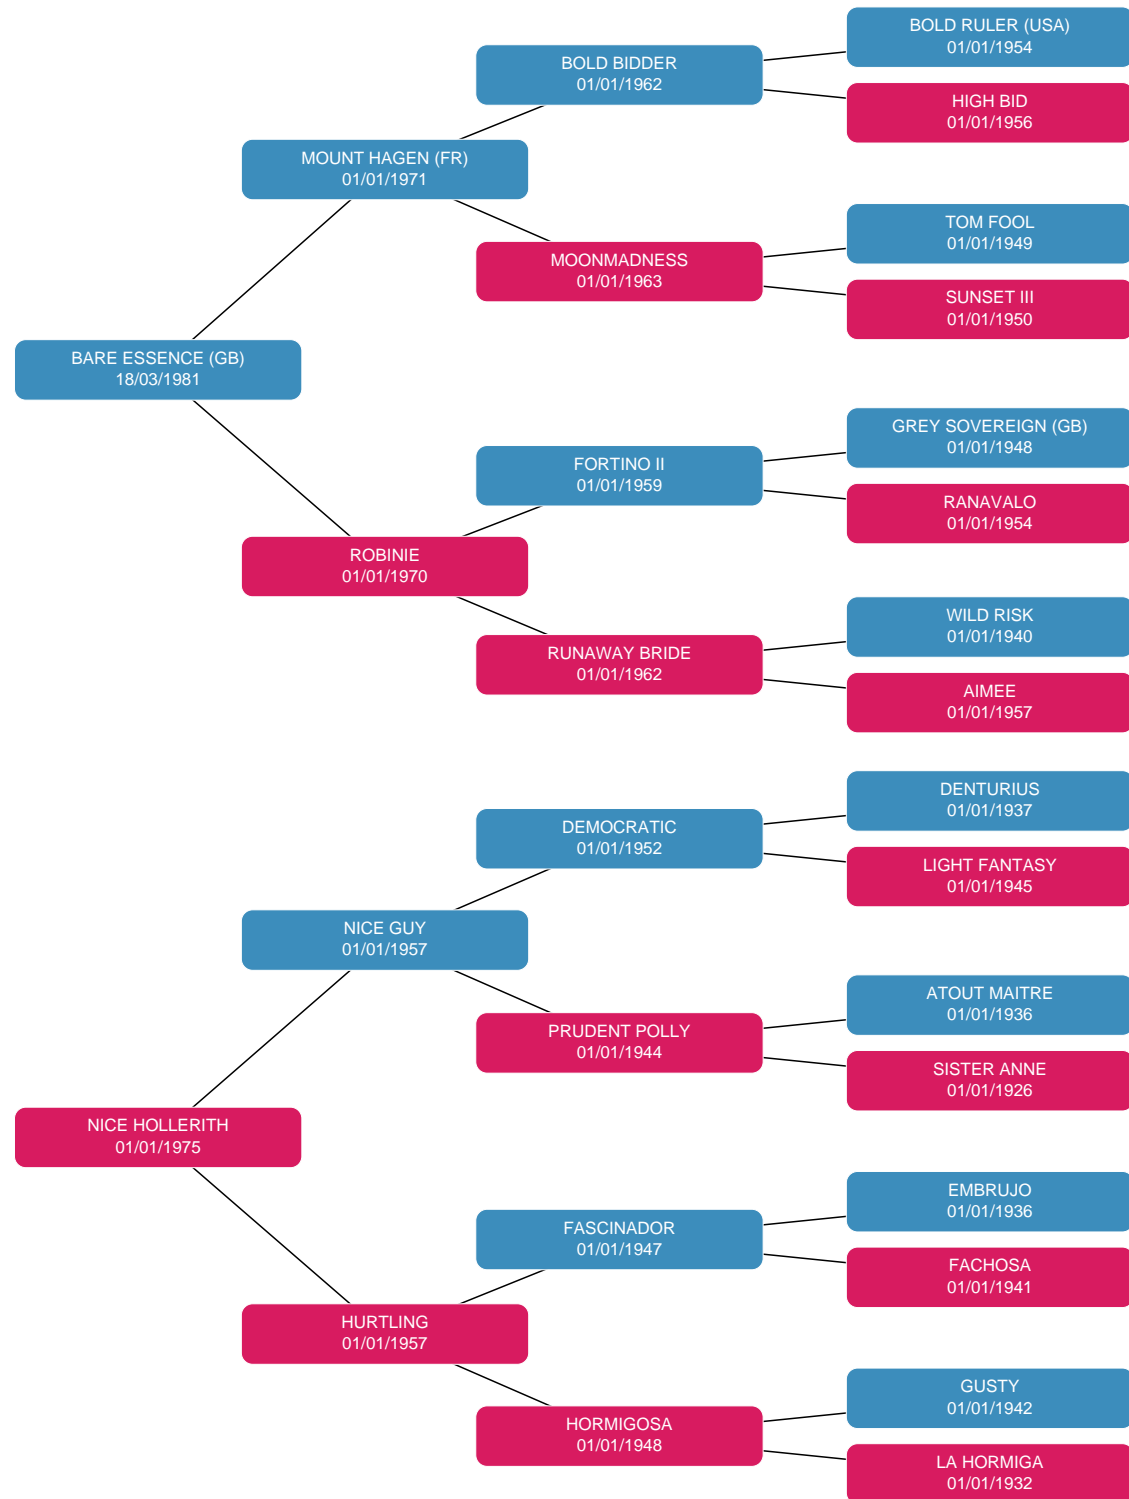 BOLD RULER (USA)
01/01/1954
BOLD BIDDER
01/01/1962
HIGH BID
01/01/1956
MOUNT HAGEN (FR)
01/01/1971
TOM FOOL
01/01/1949
MOONMADNESS
01/01/1963
SUNSET III
01/01/1950
BARE ESSENCE (GB)
18/03/1981
GREY SOVEREIGN (GB)
01/01/1948
FORTINO II
01/01/1959
RANAVALO
01/01/1954
ROBINIE
01/01/1970
WILD RISK
01/01/1940
RUNAWAY BRIDE
01/01/1962
AIMEE
01/01/1957
DENTURIUS
01/01/1937
DEMOCRATIC
01/01/1952
LIGHT FANTASY
01/01/1945
NICE GUY
01/01/1957
ATOUT MAITRE
01/01/1936
PRUDENT POLLY
01/01/1944
SISTER ANNE
01/01/1926
NICE HOLLERITH
01/01/1975
EMBRUJO
01/01/1936
FASCINADOR
01/01/1947
FACHOSA
01/01/1941
HURTLING
01/01/1957
GUSTY
01/01/1942
HORMIGOSA
01/01/1948
LA HORMIGA
01/01/1932